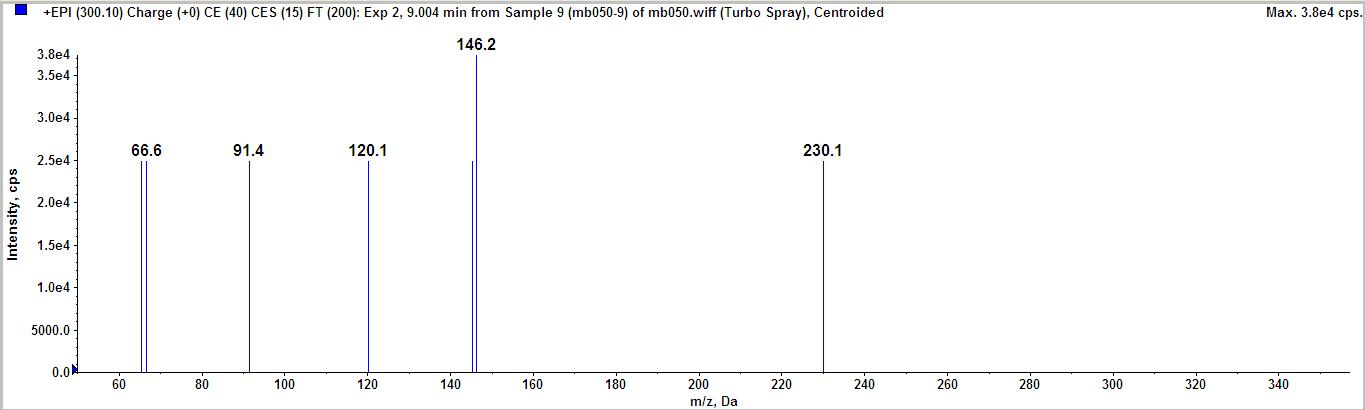 +EPI (300.10) Charge (+0) CE (40) CES (15) FT (200): Exp 2, 9.004 min from Sample 9 (mb050-9) of mb050.wiff (Turbo Spray), Centroided
Max. 3.8e4 cps.
146.2
3.8e4
3.5e4
3.0e4
2.5e4
2.0e4
1.5e4
1.0e4
5000.0
0.0
Intensity, cps
66.6
91.4
120.1
230.1
60 80 100 120 140 160 180 200 220 240 260 280 300 320 340
m/z, Da